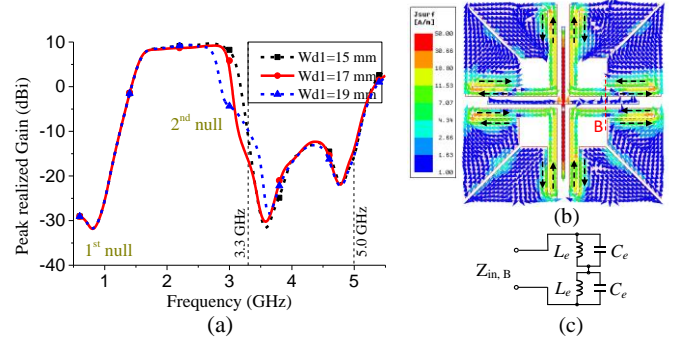 Peak realized Gain (dBi)
10
0
-10
-20
-30
-40
1
2
3
4
5
Frequency (GHz)
Wd1=15 mm
Wd1=17 mm
Wd1=19 mm
2nd null
1st null
3.3 GHz
5.0 GHz
(a)
Jsurf
[A/m]
50.00
30.66
18.80
11.53
7.07
4.34
2.66
1.63
1.00
B
(b)
Zin, B
Le
Ce
Le
Ce
(c)